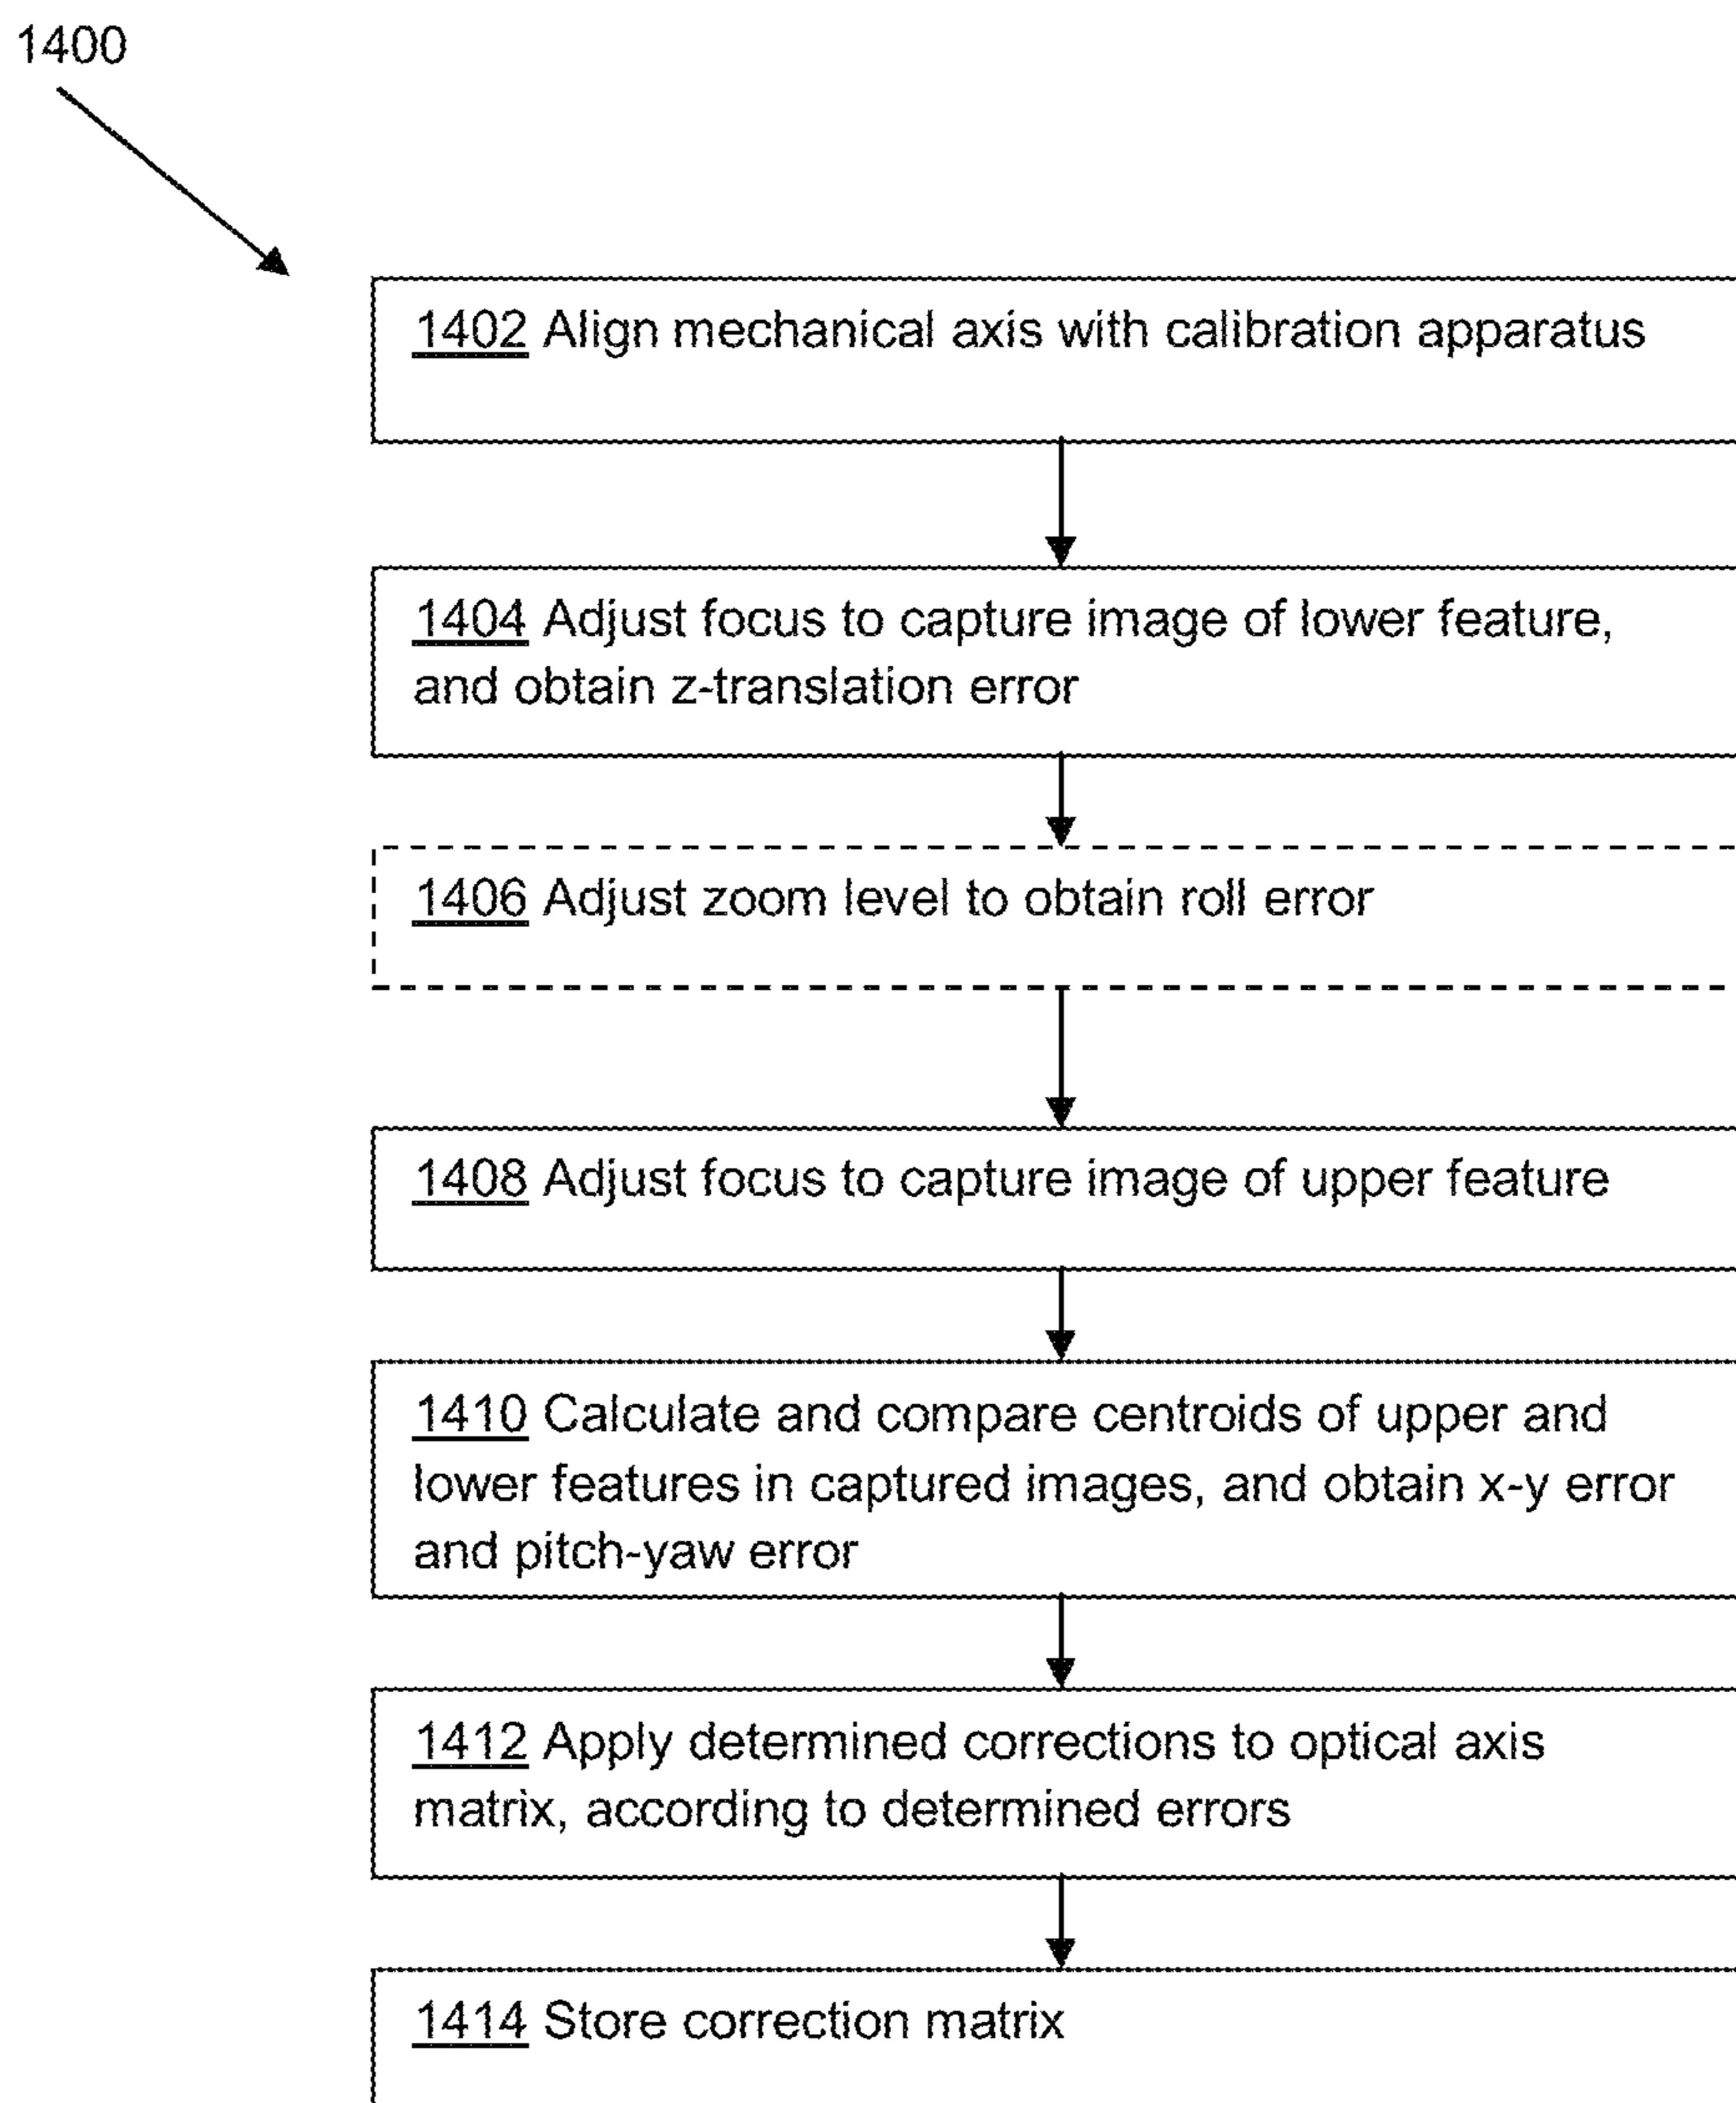 1400
1402 Align mechanical axis with calibration apparatus
1404 Adjust focus to capture image of lower feature,
and obtain z-translation error
1406 Adjust zoom level to obtain roll error
1408 Adjust focus to capture image of upper feature
1410 Calculate and compare centroids of upper and
lower features in captured images, and obtain x-y error
and pitch-yaw error
1412 Apply determined corrections to optical axis
matrix, according to determined errors
1414 Store correction matrix